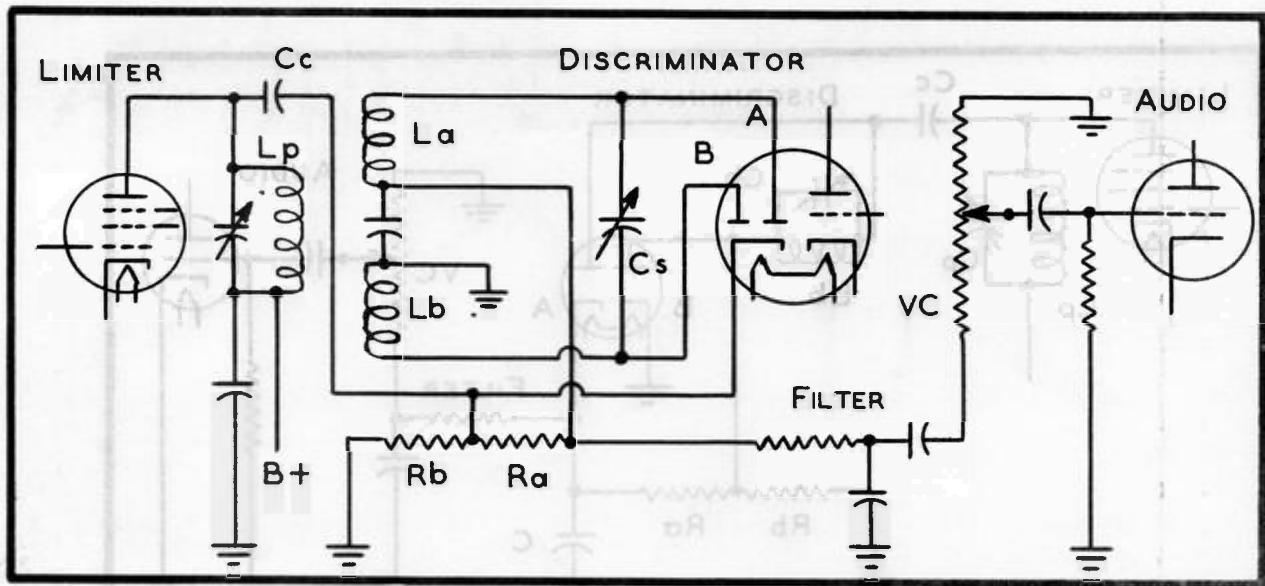 LIMITER
Cc
DISCRIMINATOR
AUDIO
Lp
La
A
B
Cs
Lb
VC
FILTER
B+
Rb
Ra